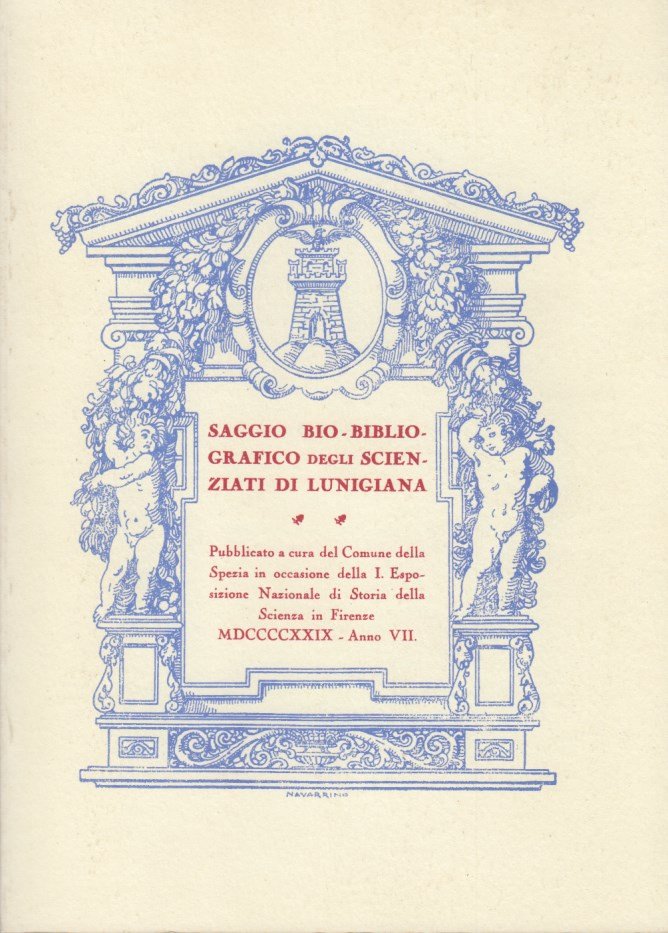 SAGGIO BIO-BIBLIO-
GRAFICO DEGLI SCIEN-
ZIATI DI LUNIGIANA
Pubblicato a cura del Comune della
Spezia in occasione della I. Espo-
sizione Nazionale di Storia della
Scienza in Firenze
MDCCCCXXIX - Anno VII.
NAVARRINO